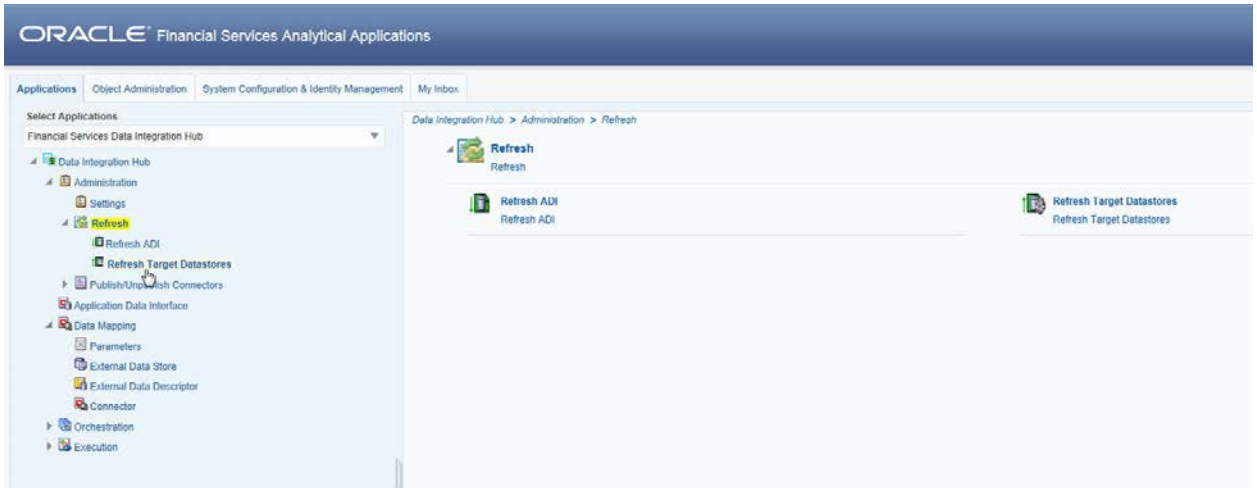 ORACLE® Financial Services Analytical Applications
Applications Object Administration System Configuration & Identity Management My Inbox
Select Applications
Financial Services Data Integration Hub
Data Integration Hub
Administration
Settings
Refresh
Refresh ADI
Refresh Target Datastores
Publish/Unpublish Connectors
Application Data Interface
Data Mapping
Parameters
External Data Store
External Data Descriptor
Connector
Orchestration
Execution
Data Integration Hub > Administration > Refresh
Refresh
Refresh
Refresh ADI
Refresh ADI
Refresh Target Datastores
Refresh Target Datastores